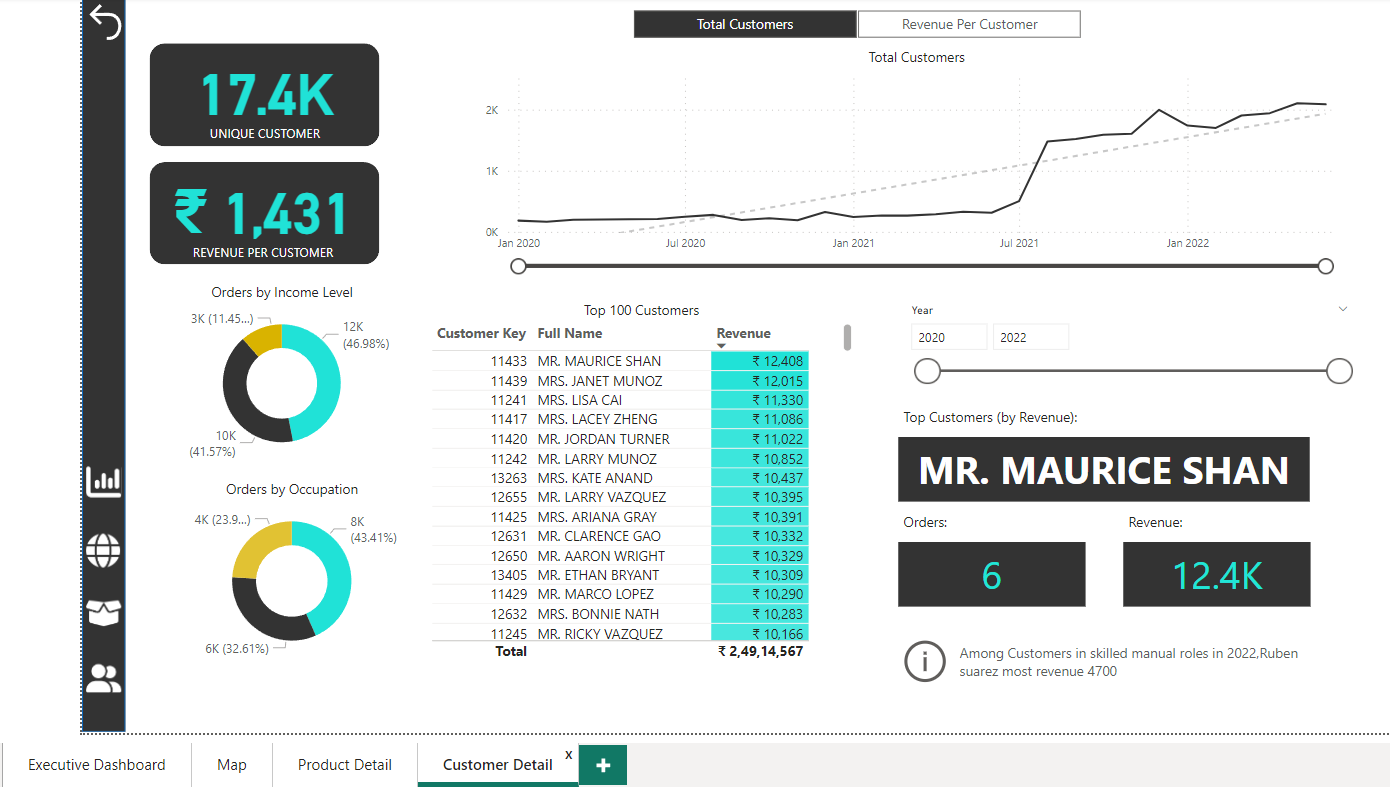 Total Customers
Revenue Per Customer
17.4K
UNIQUE CUSTOMER
₹ 1,431
REVENUE PER CUSTOMER
Total Customers
2K
1K
0K
Jan 2020
Jul 2020
Jan 2021
Jul 2021
Jan 2022
Orders by Income Level
3K (11.45...)
12K
(46.98%)
10K
(41.57%)
Orders by Occupation
4K (23.9...)
8K
(43.41%)
6K (32.61%)
Top 100 Customers
Customer Key Full Name Revenue
11433 MR. MAURICE SHAN ₹ 12,408
11439 MRS. JANET MUNOZ ₹ 12,015
11241 MRS. LISA CAI ₹ 11,330
11417 MRS. LACEY ZHENG ₹ 11,086
11420 MR. JORDAN TURNER ₹ 11,022
11242 MR. LARRY MUNOZ ₹ 10,852
13263 MRS. KATE ANAND ₹ 10,437
12655 MR. LARRY VAZQUEZ ₹ 10,395
11425 MRS. ARIANA GRAY ₹ 10,391
12631 MR. CLARENCE GAO ₹ 10,332
12650 MR. AARON WRIGHT ₹ 10,329
13405 MR. ETHAN BRYANT ₹ 10,309
11429 MR. MARCO LOPEZ ₹ 10,290
12632 MRS. BONNIE NATH ₹ 10,283
11245 MR. RICKY VAZQUEZ ₹ 10,166
Total ₹ 2,49,14,567
Year
2020 2022
Top Customers (by Revenue):
MR. MAURICE SHAN
Orders:
Revenue:
6
12.4K
i
Among Customers in skilled manual roles in 2022,Ruben
suarez most revenue 4700
Executive Dashboard
Map
Product Detail
Customer Detail
x
+